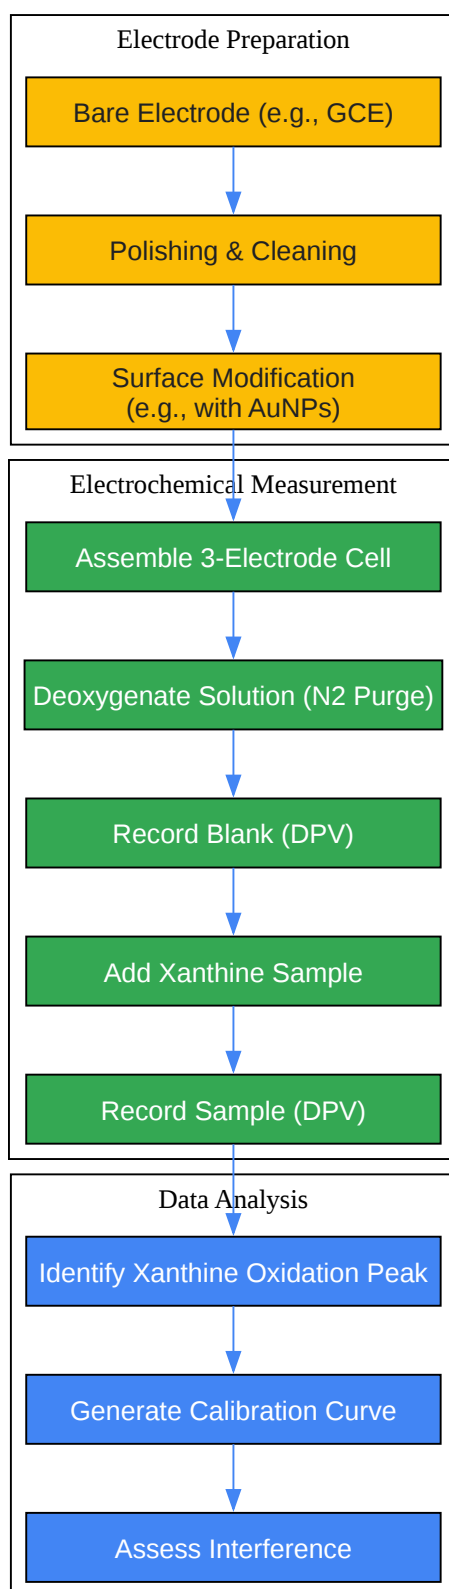 Electrode Preparation
Bare Electrode (e.g., GCE)
Polishing & Cleaning
Surface Modification
(e.g., with AuNPs)
Electrochemical Measurement
Assemble 3-Electrode Cell
Deoxygenate Solution (N2 Purge)
Record Blank (DPV)
Add Xanthine Sample
Record Sample (DPV)
Data Analysis
Identify Xanthine Oxidation Peak
Generate Calibration Curve
Assess Interference